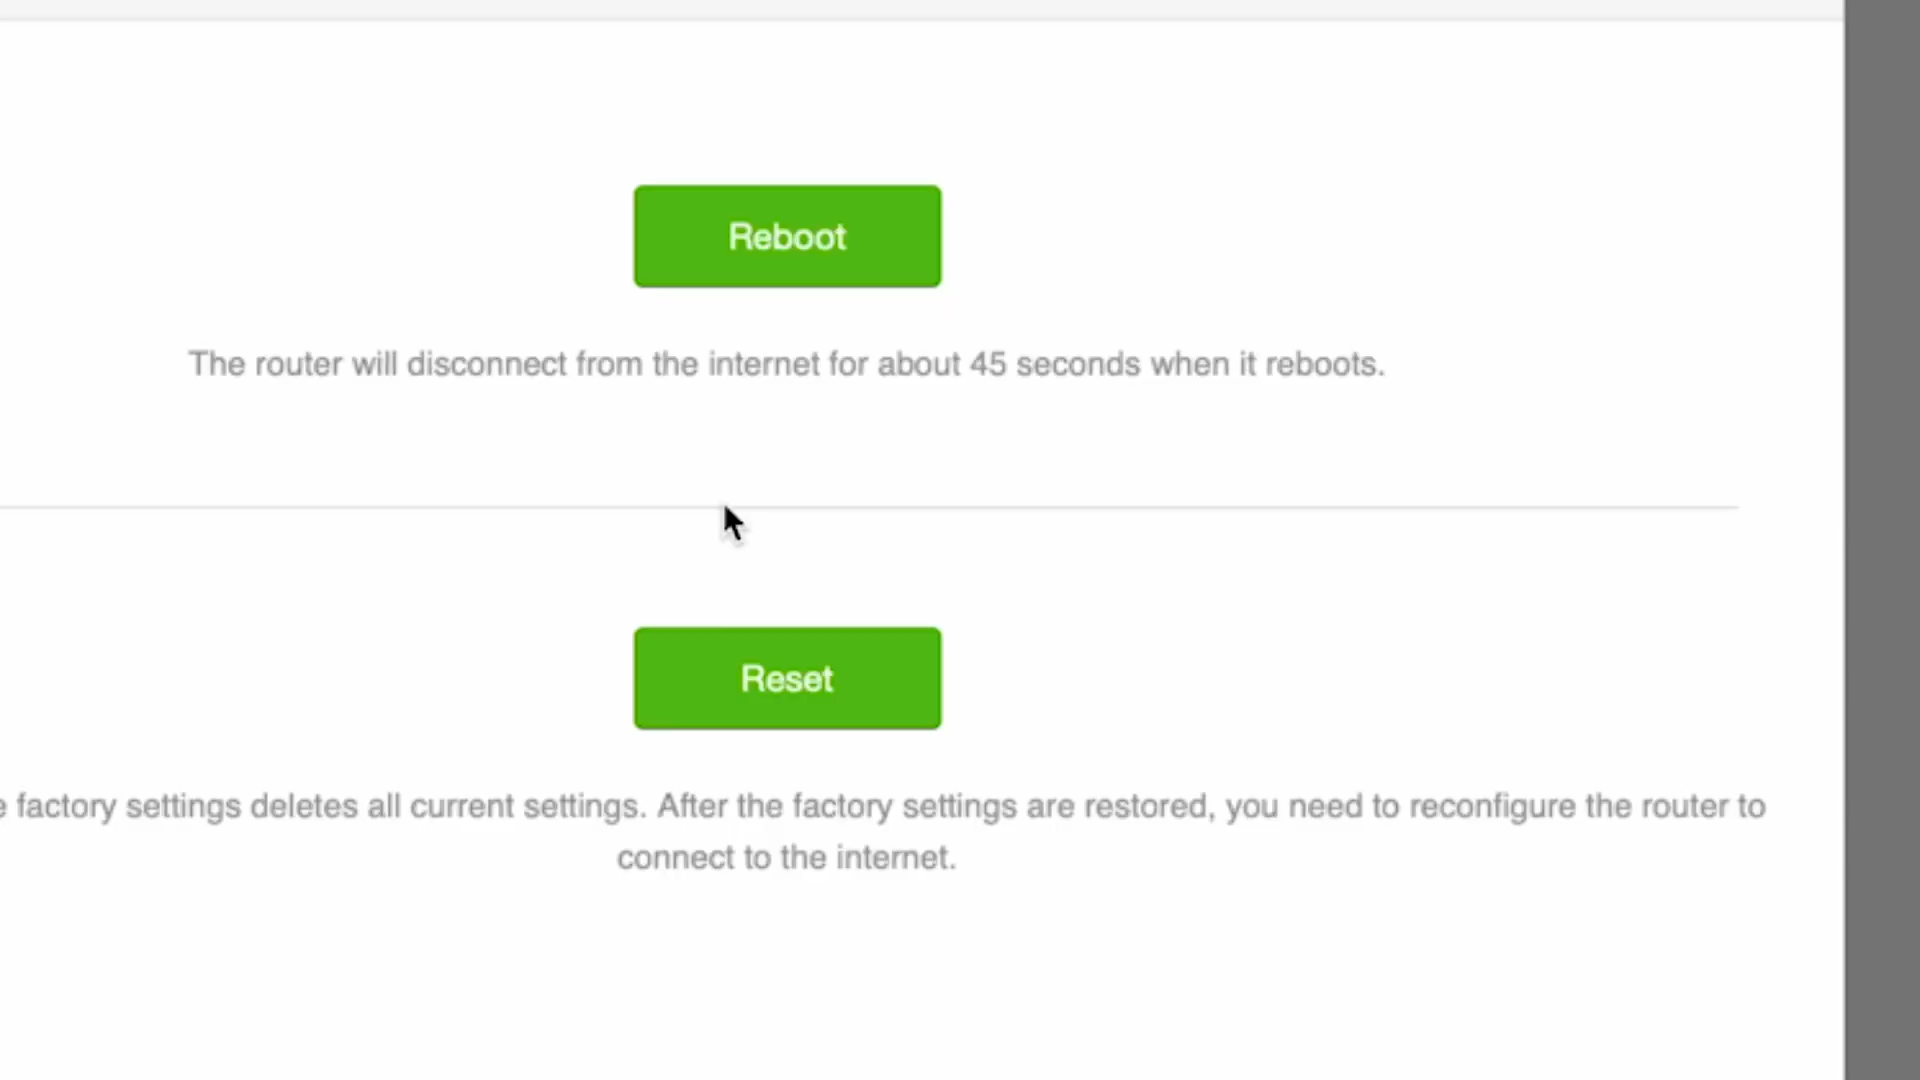 Reboot
The router will disconnect from the internet for about 45 seconds when it reboots.
Reset
factory settings deletes all current settings. After the factory settings are restored, you need to reconfigure the router to
connect to the internet.